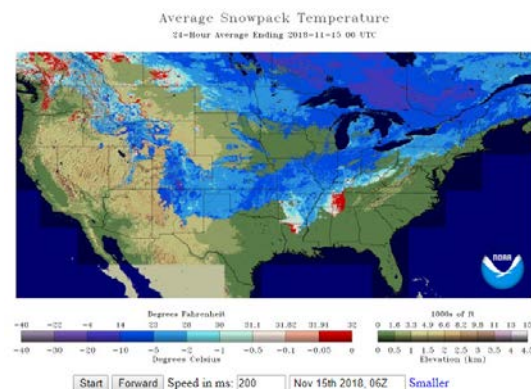 Average Snowpack Temperature
24-Hour Average Ending 2018-11-15 06 UTC
NOAA
Degrees Fahrenheit
-40 -22 -4 14 23 28 30 31.1 31.82 31.91 32
-40 -30 -20 -10 -5 -2 -1 -0.5 -0.1 -0.05 0
Degrees Celsius
1000s of ft
0 1.6 3.3 4.9 6.6 8.2 9.8 11 13
0 0.5 1 1.5 2 2.5 3 3.5 4
Elevation (km)
Start Forward Speed in ms: 200 Nov 15th 2018, 06Z Smaller